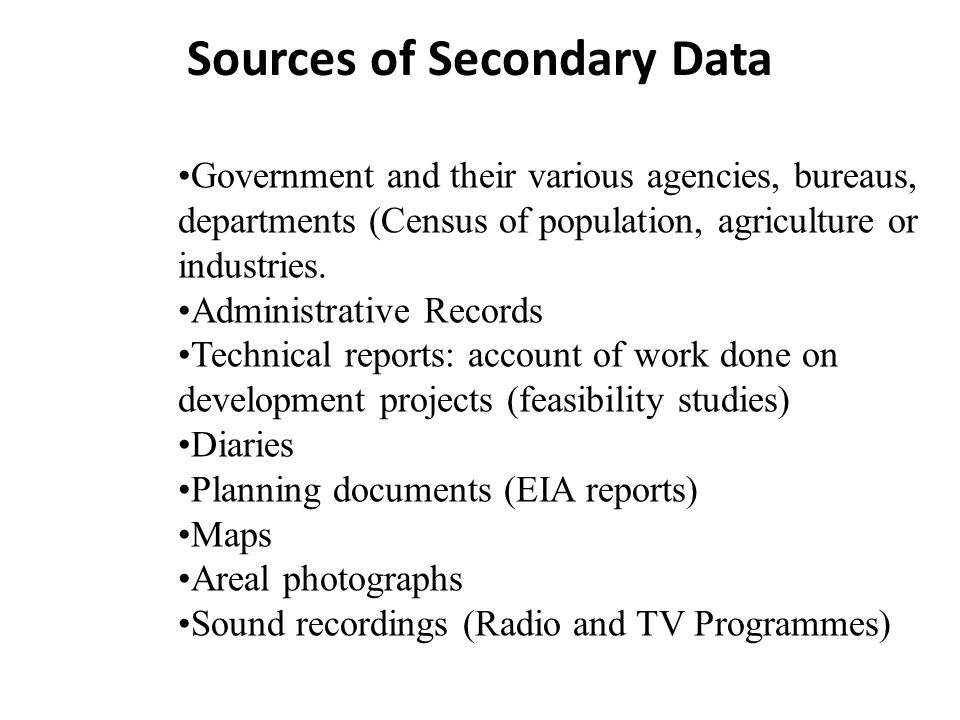 Sources of Secondary Data
•Government and their various agencies, bureaus,
departments (Census of population, agriculture or
industries.
•Administrative Records
•Technical reports: account of work done on
development projects (feasibility studies)
•Diaries
•Planning documents (EIA reports)
•Maps
•Areal photographs
•Sound recordings (Radio and TV Programmes)